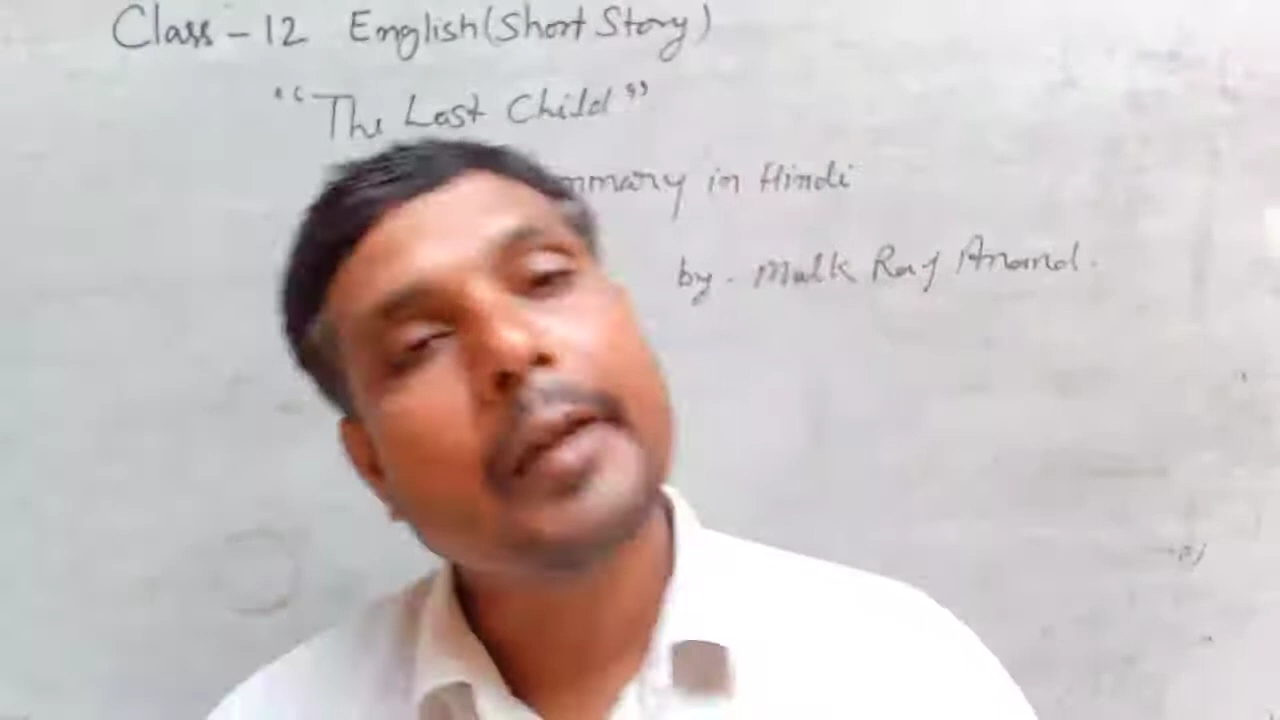 Class - 12 English (Short Story)
"The Lost Child"
mmary in Hindi
by - Mulk Raj Anand.